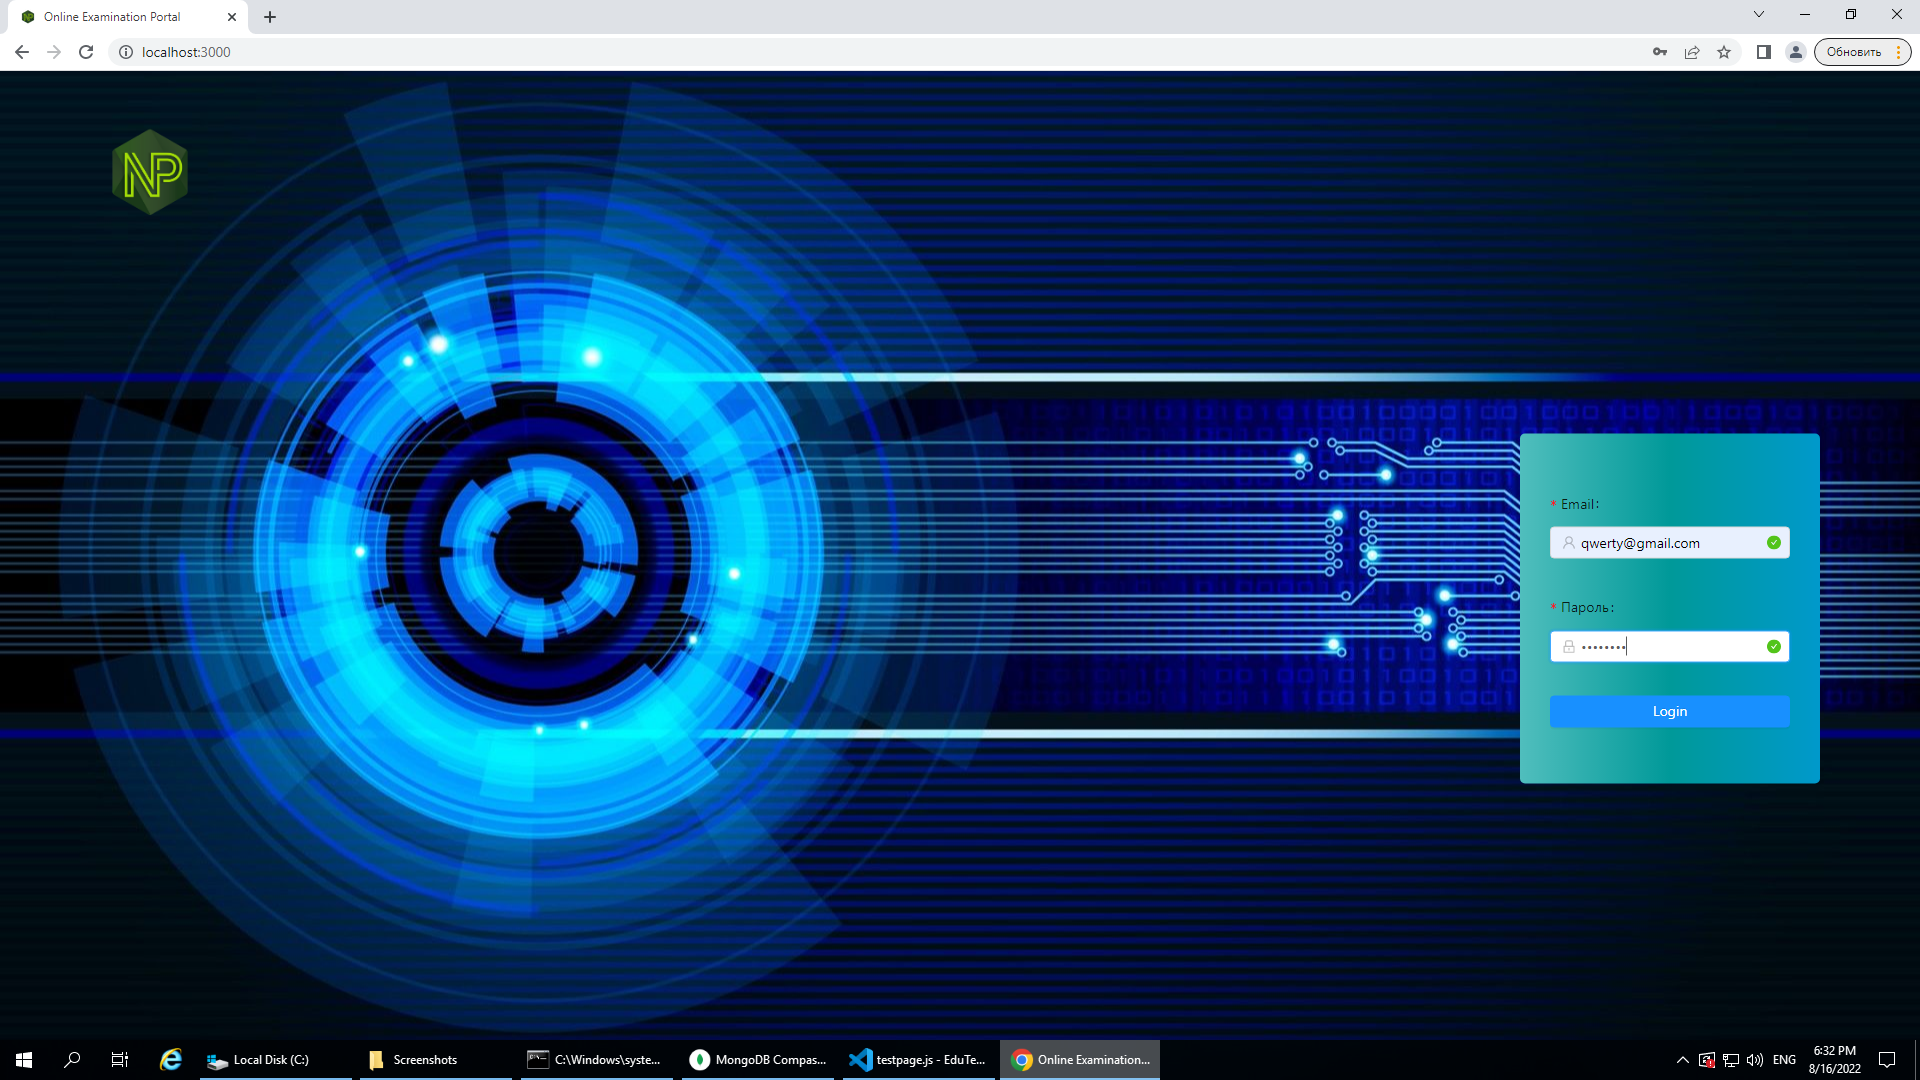 Online Examination Portal
localhost:3000
Обновить
NP
* Email:
qwerty@gmail.com
* Пароль:
Login
Local Disk (C:)
Screenshots
C:\Windows\syste...
MongoDB Compas...
testpage.js - EduTe...
Online Examination...
ENG
6:32 PM
8/16/2022